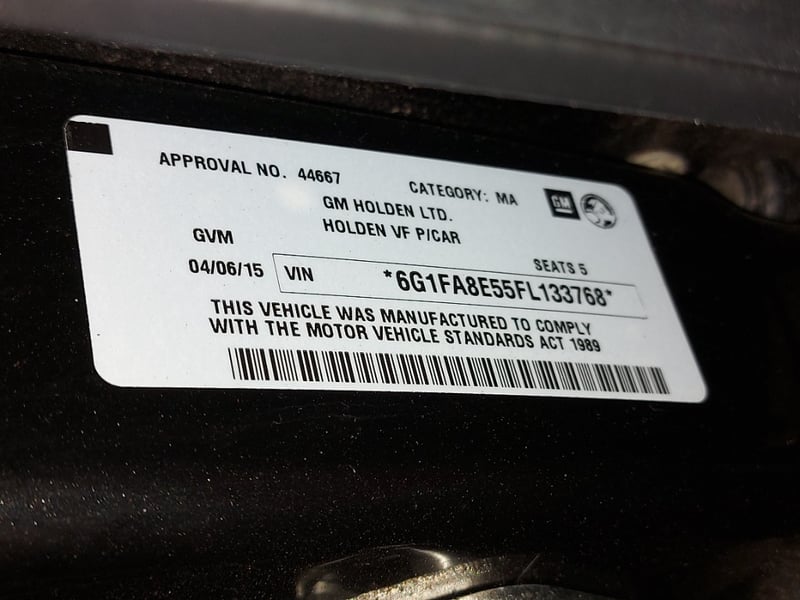 APPROVAL NO. 44667 CATEGORY: MA GM
GM HOLDEN LTD.
HOLDEN VF P/CAR
GVM
SEATS 5
04/06/15 VIN *6G1FA8E55FL133768*
THIS VEHICLE WAS MANUFACTURED TO COMPLY
WITH THE MOTOR VEHICLE STANDARDS ACT 1989